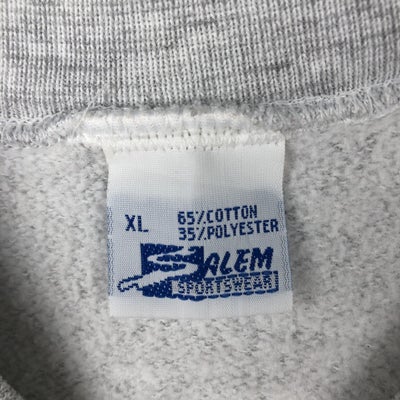 XL
65% COTTON
35% POLYESTER
SALEM
SPORTSWEAR